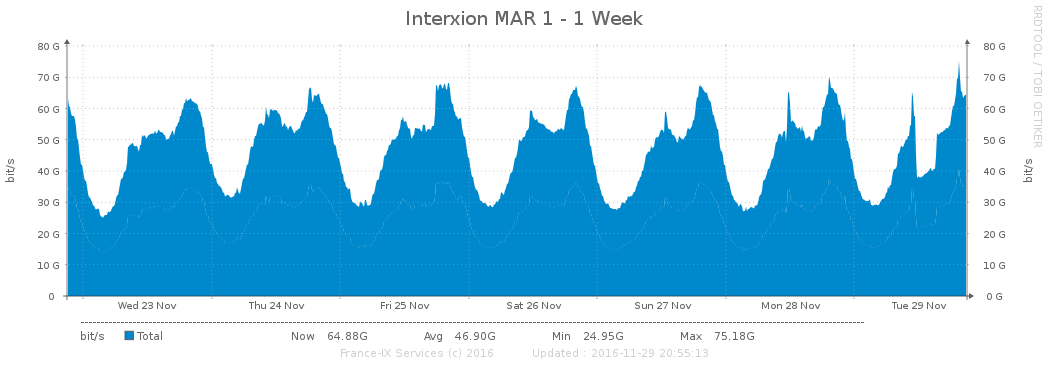 Interxion MAR 1 - 1 Week
RRDTOOL / TOBI OETIKER
80 G 80 G
70 G 70 G
60 G 60 G
50 G 50 G
40 G 40 G
30 G 30 G
20 G 20 G
10 G 10 G
0 0 G
bit/s bit/s
Wed 23 Nov Thu 24 Nov Fri 25 Nov Sat 26 Nov Sun 27 Nov Mon 28 Nov Tue 29 Nov
bit/s Total Now 64.88G Avg 46.90G Min 24.95G Max 75.18G
France-IX Services (c) 2016 Updated : 2016-11-29 20:55:13